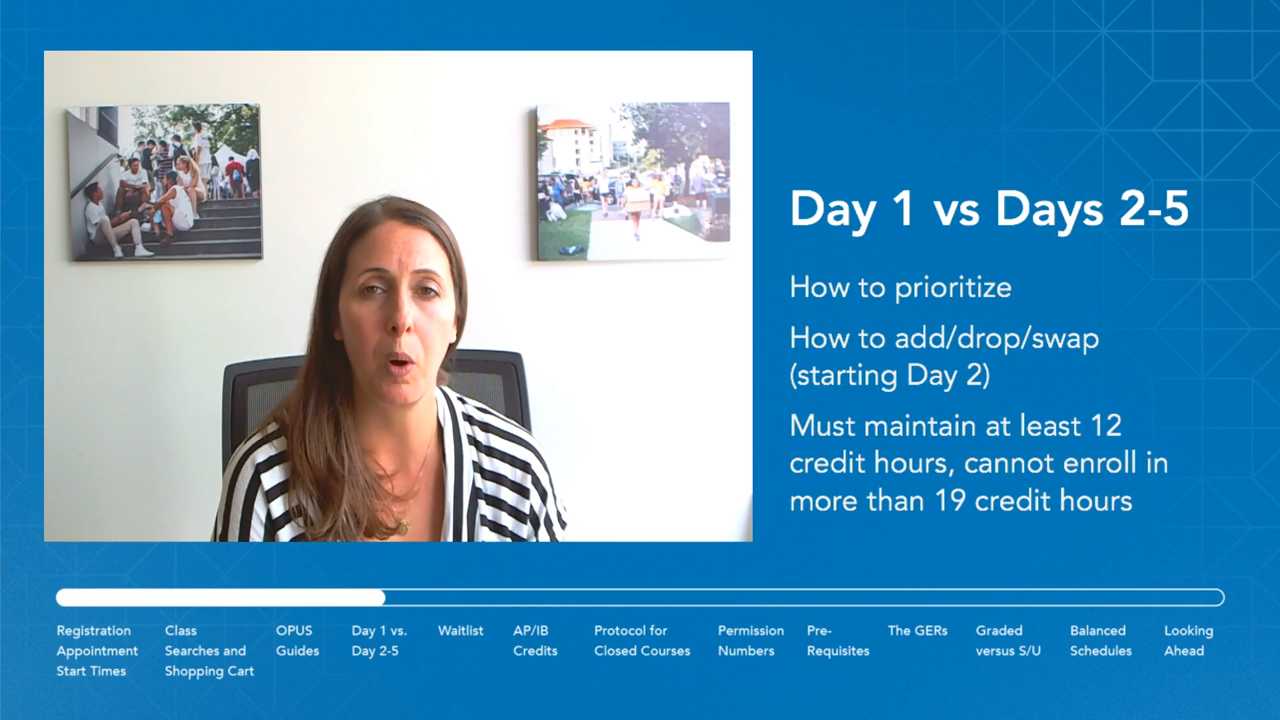 Day 1 vs Days 2-5
How to prioritize
How to add/drop/swap
(starting Day 2)
Must maintain at least 12
credit hours, cannot enroll in
more than 19 credit hours
Registration
Appointment
Start Times
Class
Searches and
Shopping Cart
OPUS
Guides
Day 1 vs.
Day 2-5
Waitlist
AP/IB
Credits
Protocol for
Closed Courses
Permission
Numbers
Pre-
Requisites
The GERs
Graded
versus S/U
Balanced
Schedules
Looking
Ahead